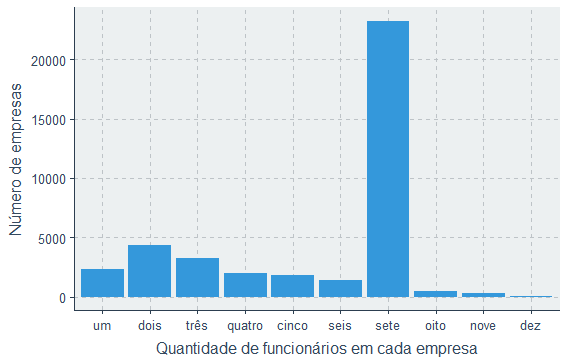 Número de empresas
20000
15000
10000
5000
0
um dois três quatro cinco seis sete oito nove dez
Quantidade de funcionários em cada empresa